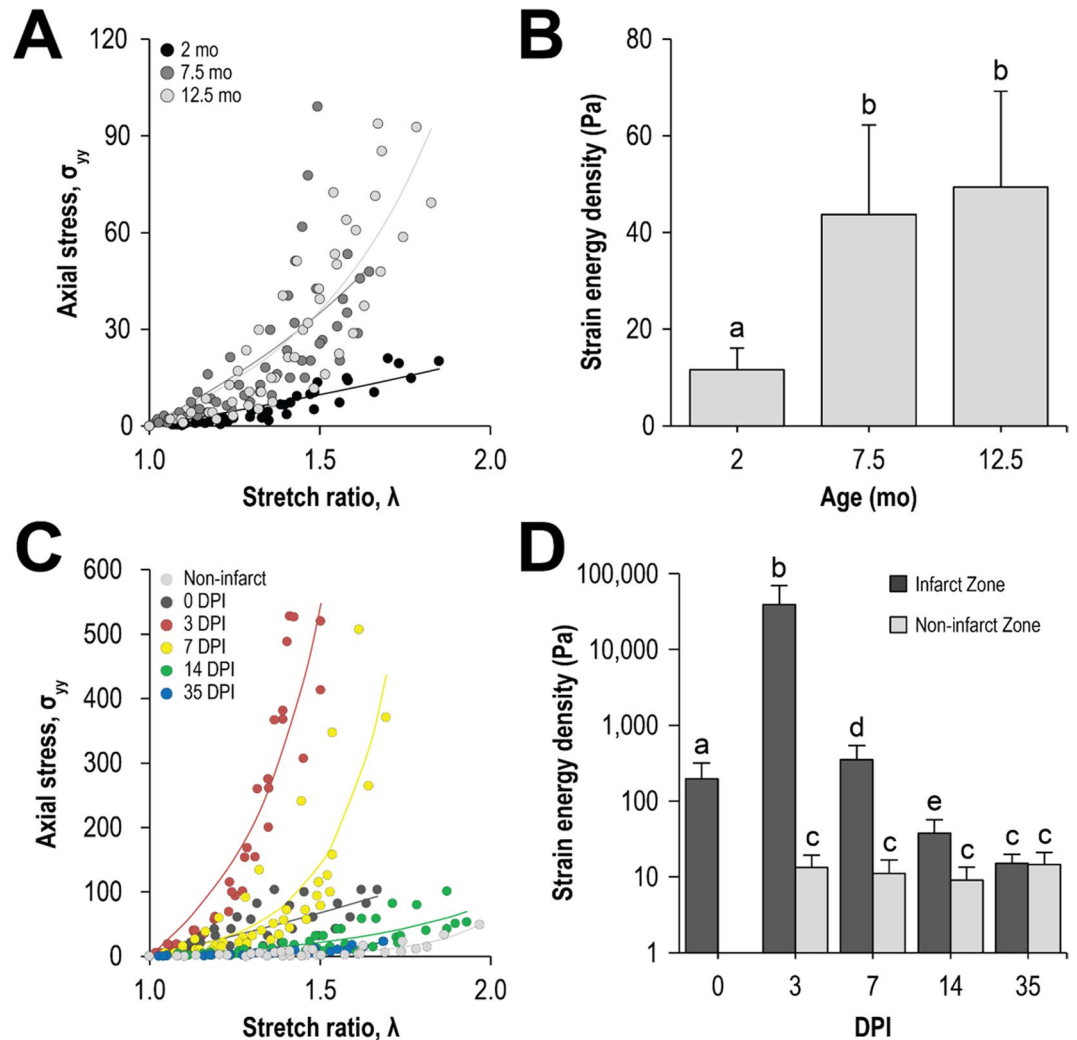 A
120
90
60
30
0
Axial stress, σyy
2 mo
7.5 mo
12.5 mo
1.0
1.5
2.0
Stretch ratio, λ
B
80
60
40
20
0
Strain energy density (Pa)
a
b
b
2
7.5
12.5
Age (mo)
C
600
500
400
300
200
100
0
Axial stress, σyy
Non-infarct
0 DPI
3 DPI
7 DPI
14 DPI
35 DPI
1.0
1.5
2.0
Stretch ratio, λ
D
100,000
10,000
1,000
100
10
1
Strain energy density (Pa)
Infarct Zone
Non-infarct Zone
a
b
c
d
c
e
c
c
c
0
3
7
14
35
DPI